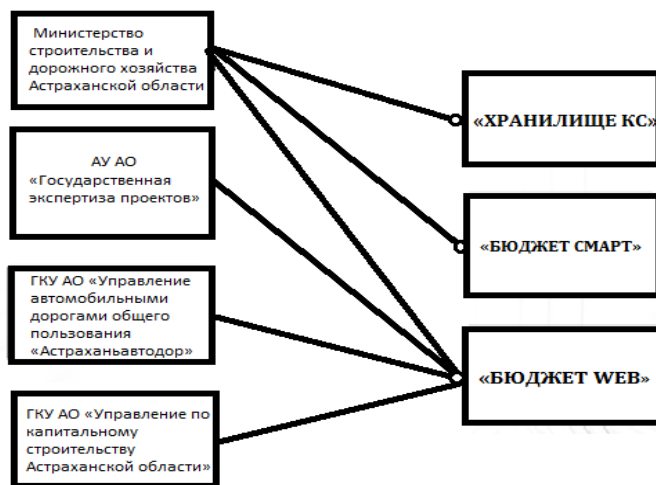 Министерство
строительства и
дорожного хозяйства
Астраханской области
АУ АО
«Государственная
экспертиза проектов»
ГКУ АО «Управление
автомобильными
дорогами общего
пользования
«Астраханьавтодор»
ГКУ АО «Управление по
капитальному
строительству
Астраханской области»
«ХРАНИЛИЩЕ КС»
«БЮДЖЕТ СМАРТ»
«БЮДЖЕТ WEB»